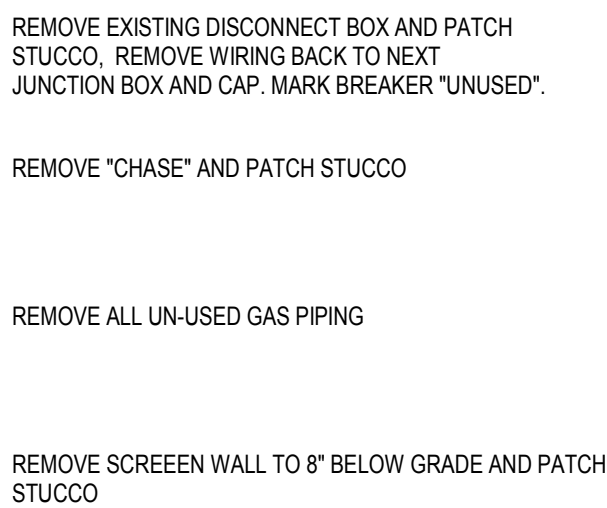 REMOVE EXISTING DISCONNECT BOX AND PATCH
STUCCO,  REMOVE WIRING BACK TO NEXT
JUNCTION BOX AND CAP. MARK BREAKER "UNUSED".
REMOVE "CHASE" AND PATCH STUCCO
REMOVE ALL UN-USED GAS PIPING
REMOVE SCREEEN WALL TO 8" BELOW GRADE AND PATCH
STUCCO